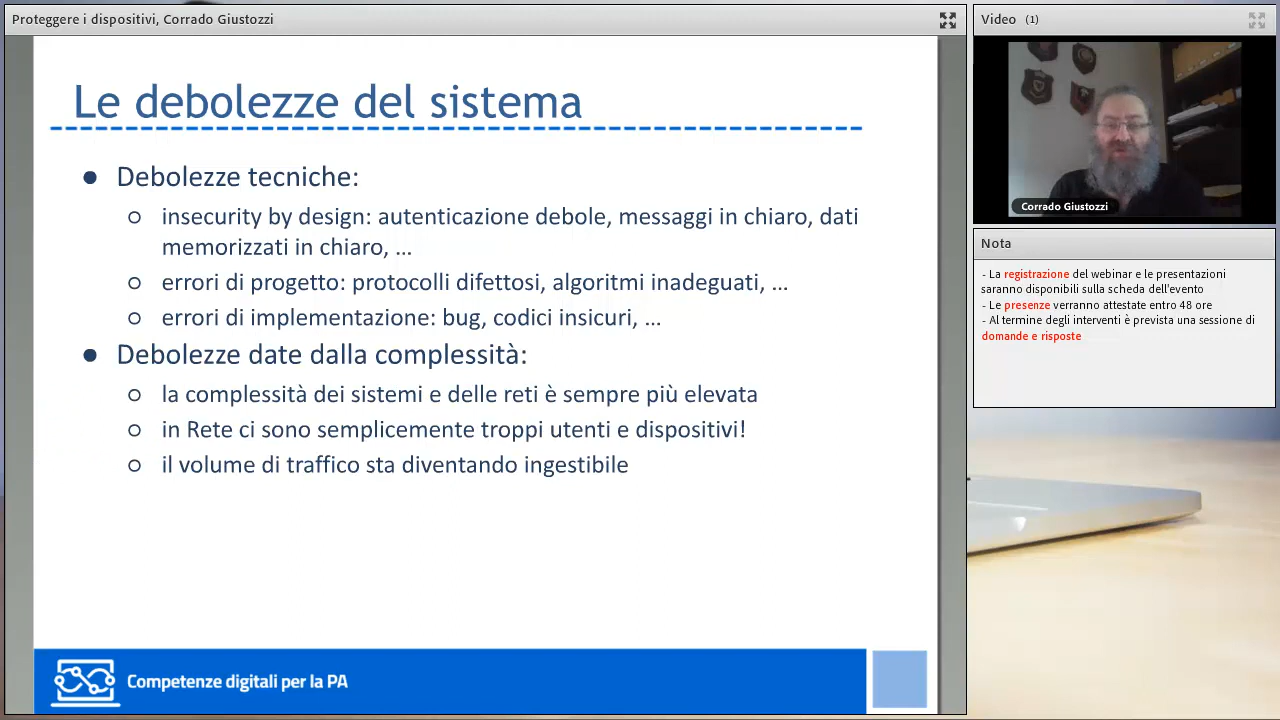 Proteggere i dispositivi, Corrado Giustozzi
Le debolezze del sistema
● Debolezze tecniche:
○ insecurity by design: autenticazione debole, messaggi in chiaro, dati
memorizzati in chiaro, ...
○ errori di progetto: protocolli difettosi, algoritmi inadeguati, ...
○ errori di implementazione: bug, codici insicuri, ...
● Debolezze date dalla complessità:
○ la complessità dei sistemi e delle reti è sempre più elevata
○ in Rete ci sono semplicemente troppi utenti e dispositivi!
○ il volume di traffico sta diventando ingestibile
Competenze digitali per la PA
Video (1)
Corrado Giustozzi
Nota
- La registrazione del webinar e le presentazioni
saranno disponibili sulla scheda dell'evento
- Le presenze verranno attestate entro 48 ore
- Al termine degli interventi è prevista una sessione di
domande e risposte